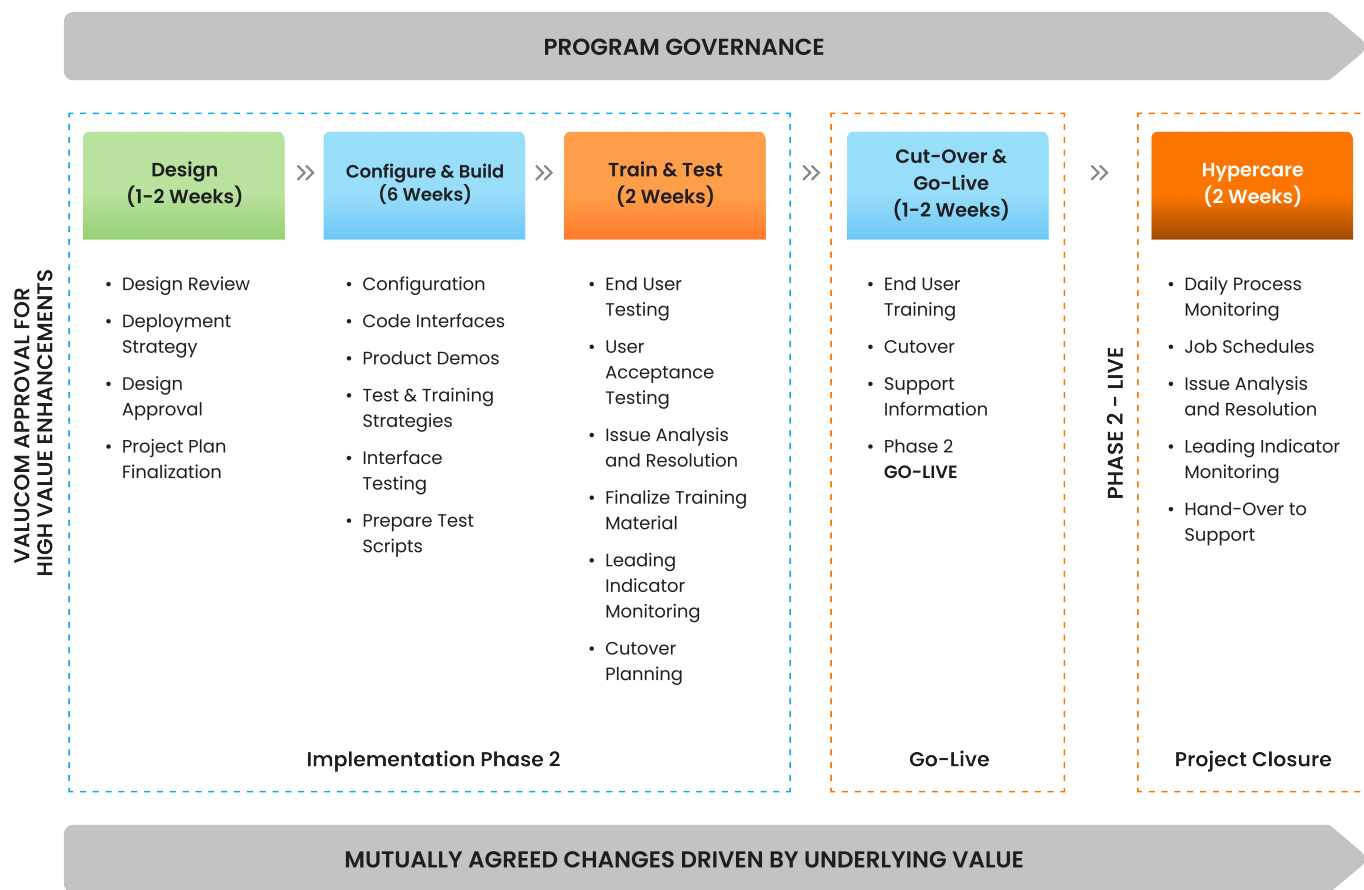 PROGRAM GOVERNANCE
VALUCOM APPROVAL FOR
HIGH VALUE ENHANCEMENTS
Design
(1-2 Weeks)
• Design Review
• Deployment
Strategy
• Design
Approval
• Project Plan
Finalization
Configure & Build
(6 Weeks)
• Configuration
• Code Interfaces
• Product Demos
• Test & Training
Strategies
• Interface
Testing
• Prepare Test
Scripts
Train & Test
(2 Weeks)
• End User
Testing
• User
Acceptance
Testing
• Issue Analysis
and Resolution
• Finalize Training
Material
• Leading
Indicator
Monitoring
• Cutover
Planning
Implementation Phase 2
Cut-Over &
Go-Live
(1-2 Weeks)
• End User
Training
• Cutover
• Support
Information
• Phase 2
GO-LIVE
Go-Live
PHASE 2 - LIVE
Hypercare
(2 Weeks)
• Daily Process
Monitoring
• Job Schedules
• Issue Analysis
and Resolution
• Leading Indicator
Monitoring
• Hand-Over to
Support
Project Closure
MUTUALLY AGREED CHANGES DRIVEN BY UNDERLYING VALUE